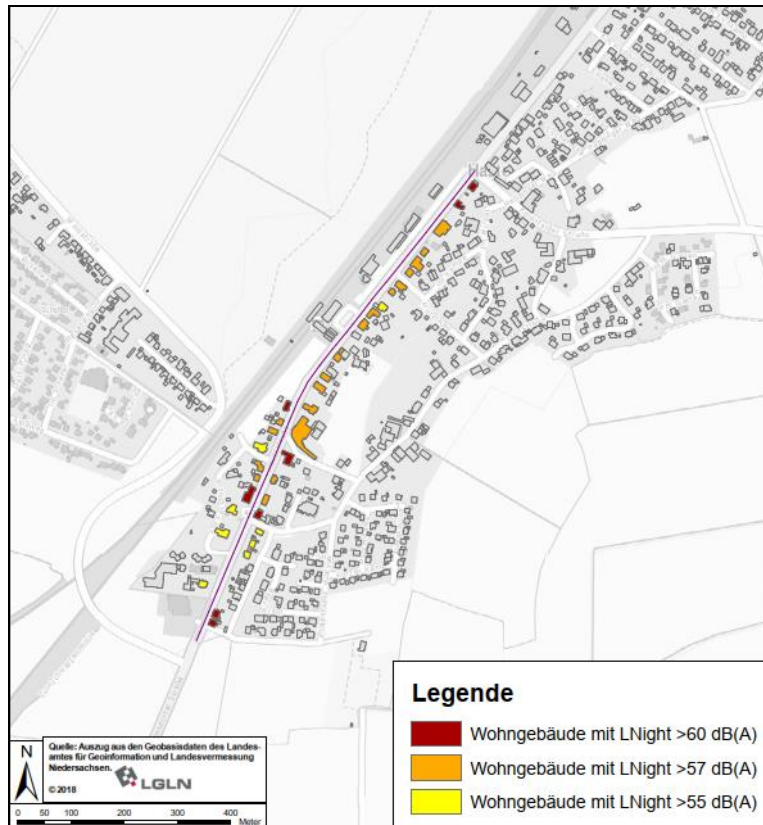 Legende
Wohngebäude mit LNight >60 dB(A)
Wohngebäude mit LNight >57 dB(A)
Wohngebäude mit LNight >55 dB(A)
N
Quelle: Auszug aus den Geobasisdaten des Landes-
amtes für Geoinformation und Landesvermessung
Niedersachsen.
LGLN
©2018
0 50 100 200 300 400
Meter